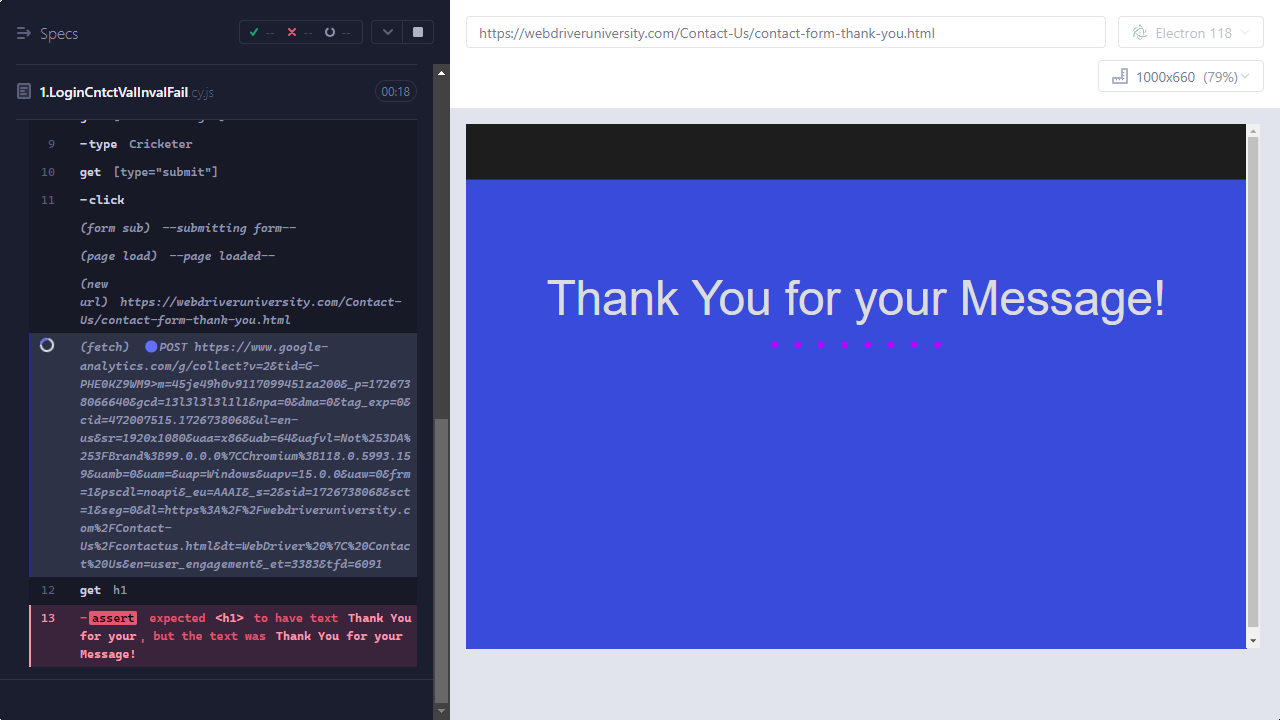 Specs
--
--
--
1.LoginCntctValInvalFail.cy.js
00:18
9 -type Cricketer
10 get [type="submit"]
11 -click
(form sub) --submitting form--
(page load) --page loaded--
(new
url) https://webdriveruniversity.com/Contact-
Us/contact-form-thank-you.html
(fetch) POST https://www.google-
analytics.com/g/collect?v=2&tid=G-
PHE0KZ9WM9>m=45je49h0v9117099451za200&_p=172673
8066640&gcd=13l3l3l3l1l1&npa=0&dma=0&tag_exp=0&
cid=472007515.1726738068&ul=en-
us&sr=1920x1080&uaa=x86&uab=64&uafvl=Not%253DA%
253FBrand%3B99.0.0.0%7CChromium%3B118.0.5993.15
9&uamb=0&uam=&uap=Windows&uapv=15.0.0&uaw=0&frm
=1&pscdl=noapi&_eu=AAAI&_s=2&sid=1726738068&sct
=1&seg=0&dl=https%3A%2F%2Fwebdriveruniversity.c
om%2FContact-
Us%2Fcontactus.html&dt=WebDriver%20%7C%20Contac
t%20Us&en=user_engagement&_et=3383&tfd=6091
12 get h1
13 -assert expected <h1> to have text Thank You
for your, but the text was Thank You for your
Message!
https://webdriveruniversity.com/Contact-Us/contact-form-thank-you.html
Electron 118
1000x660 (79%)
Thank You for your Message!